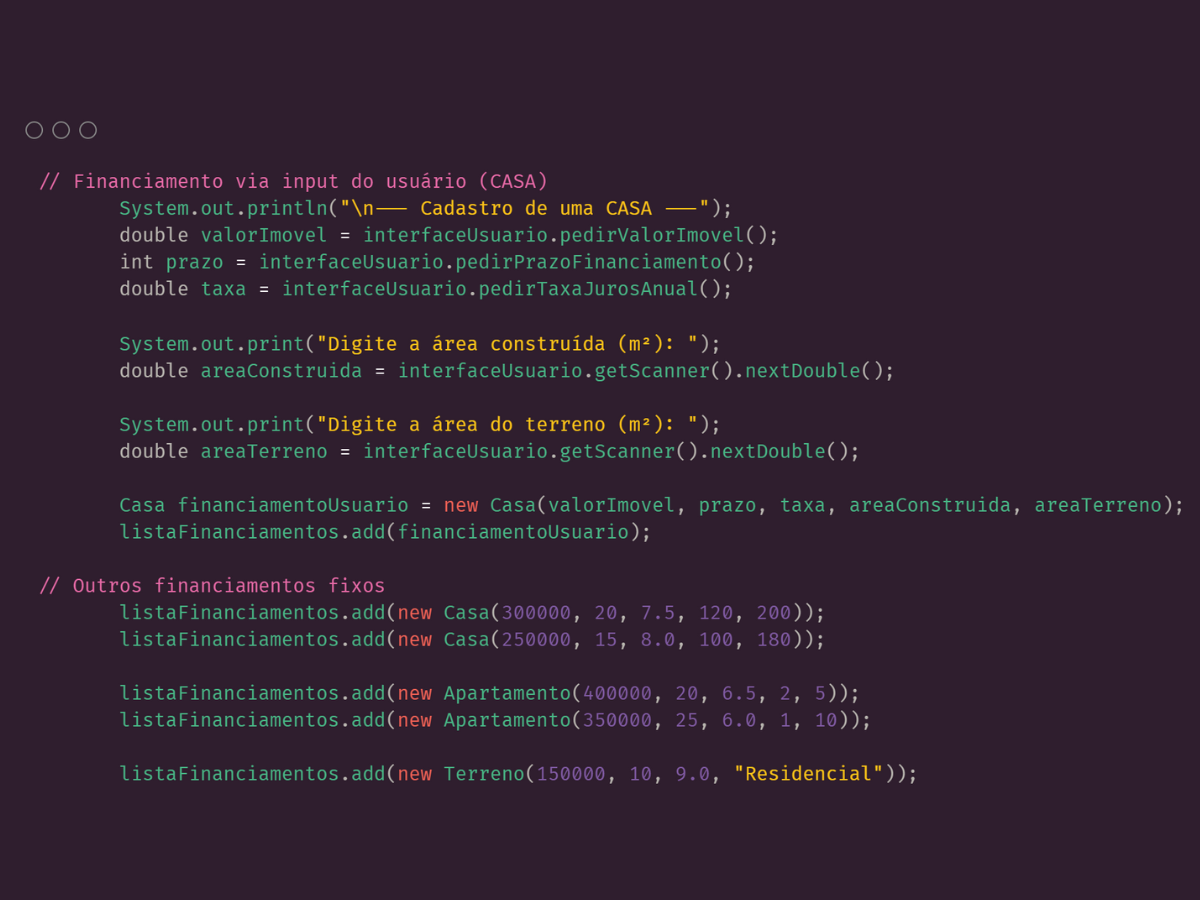 // Financiamento via input do usuário (CASA)
System.out.println("\n--- Cadastro de uma CASA ---");
double valorImovel = interfaceUsuario.pedirValorImovel();
int prazo = interfaceUsuario.pedirPrazoFinanciamento();
double taxa = interfaceUsuario.pedirTaxaJurosAnual();
System.out.print("Digite a área construída (m²): ");
double areaConstruida = interfaceUsuario.getScanner().nextDouble();
System.out.print("Digite a área do terreno (m²): ");
double areaTerreno = interfaceUsuario.getScanner().nextDouble();
Casa financiamentoUsuario = new Casa(valorImovel, prazo, taxa, areaConstruida, areaTerreno);
listaFinanciamentos.add(financiamentoUsuario);
// Outros financiamentos fixos
listaFinanciamentos.add(new Casa(300000, 20, 7.5, 120, 200));
listaFinanciamentos.add(new Casa(250000, 15, 8.0, 100, 180));
listaFinanciamentos.add(new Apartamento(400000, 20, 6.5, 2, 5));
listaFinanciamentos.add(new Apartamento(350000, 25, 6.0, 1, 10));
listaFinanciamentos.add(new Terreno(150000, 10, 9.0, "Residencial"));